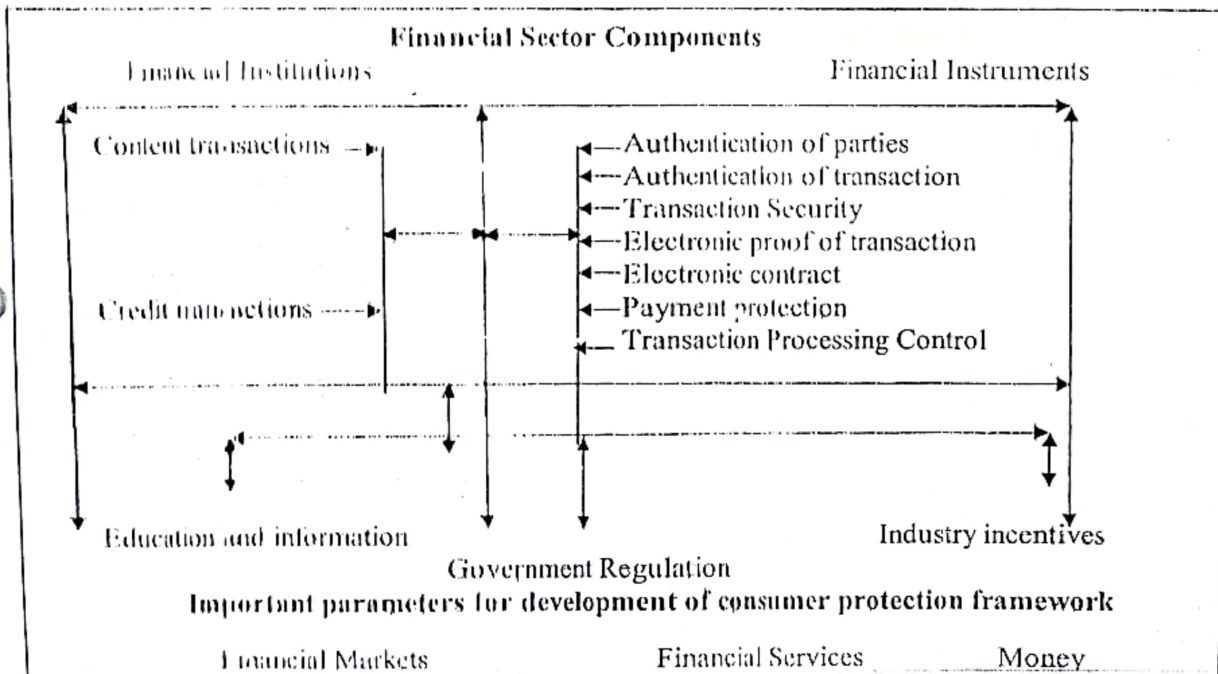 Financial Sector Components
Financial Institutions Financial Instruments
Content transactions
Authentication of parties
Authentication of transaction
Transaction Security
Electronic proof of transaction
Electronic contract
Credit transactions
Payment protection
Transaction Processing Control
Education and information
Industry incentives
Government Regulation
Important parameters for development of consumer protection framework
Financial Markets Financial Services Money